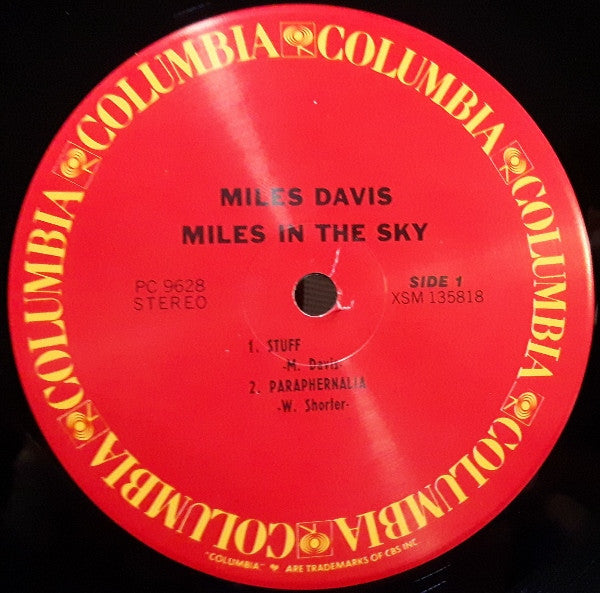 COLUMBIA COLUMBIA COLUMBIA COLUMBIA COLUMBIA COLUMBIA
MILES DAVIS
MILES IN THE SKY
PC 9628
STEREO
SIDE 1
XSM 135818
1. STUFF
-M. Davis-
2. PARAPHERNALIA
-W. Shorter-
"COLUMBIA" ARE TRADEMARKS OF CBS INC.